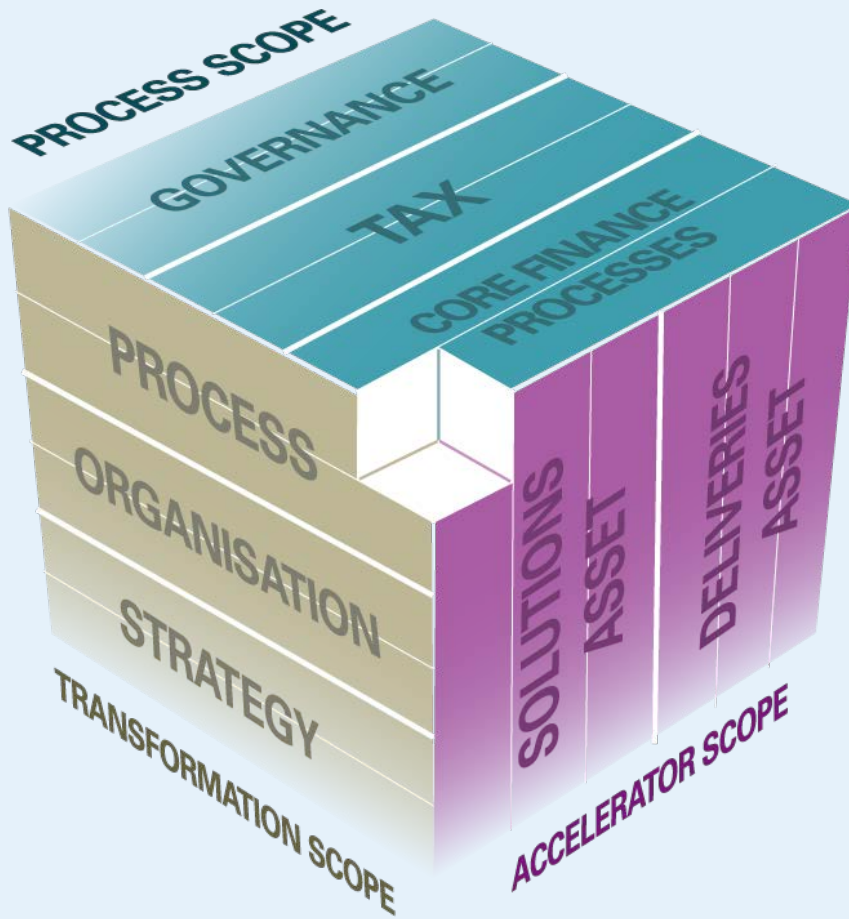 PROCESS SCOPE
GOVERNANCE
TAX
CORE FINANCE
PROCESSES
PROCESS
ORGANISATION
STRATEGY
TRANSFORMATION SCOPE
SOLUTIONS
ASSET
DELIVERIES
ASSET
ACCELERATOR SCOPE